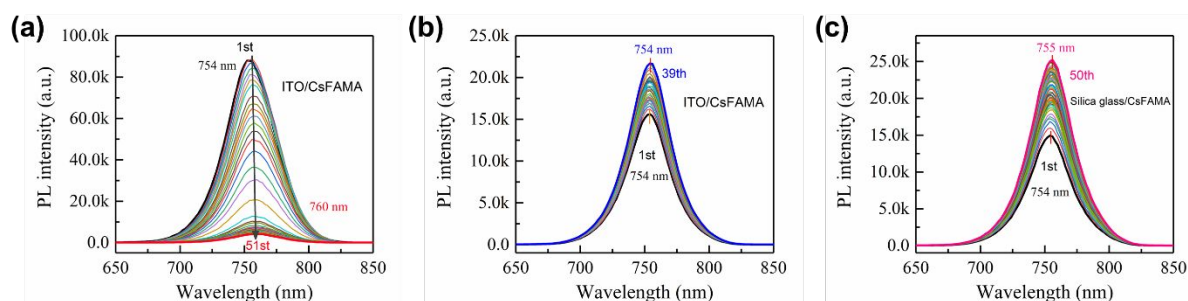 (a)
PL intensity (a.u.)
100.0k
80.0k
60.0k
40.0k
20.0k
0.0
1st
754 nm
ITO/CsFAMA
760 nm
51st
650 700 750 800 850
Wavelength (nm)
(b)
PL intensity (a.u.)
25.0k
20.0k
15.0k
10.0k
5.0k
0.0
754 nm
39th
ITO/CsFAMA
1st
754 nm
650 700 750 800 850
Wavelength (nm)
(c)
PL intensity (a.u.)
25.0k
20.0k
15.0k
10.0k
5.0k
0.0
755 nm
50th
Silica glass/CsFAMA
1st
754 nm
650 700 750 800 850
Wavelength (nm)